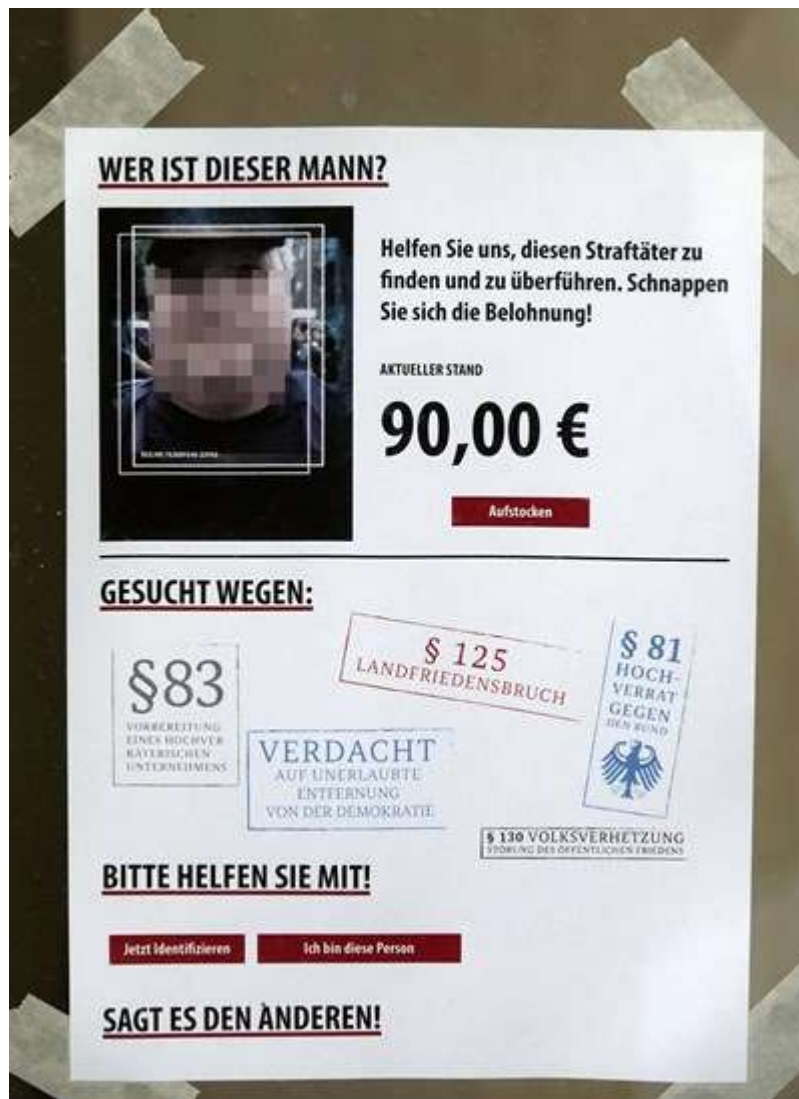 WER IST DIESER MANN?
Helfen Sie uns, diesen Straftäter zu
finden und zu überführen. Schnappen
Sie sich die Belohnung!
AKTUELLER STAND
90,00 €
Aufstocken
GESUCHT WEGEN:
§83
VORBEREITUNG
EINES HOCHVER
RÄTERISCHEN
UNTERNEHMENS
§ 125
LANDFRIEDENSBRUCH
§ 81
HOCH-
VERRAT
GEGEN
DEN BUND
VERDACHT
AUF UNERLAUBTE
ENTFERNUNG
VON DER DEMOKRATIE
§ 130 VOLKSVERHETZUNG
STÖRUNG DES ÖFFENTLICHEN FRIEDENS
BITTE HELFEN SIE MIT!
Jetzt Identifizieren
Ich bin diese Person
SAGT ES DEN ANDEREN!